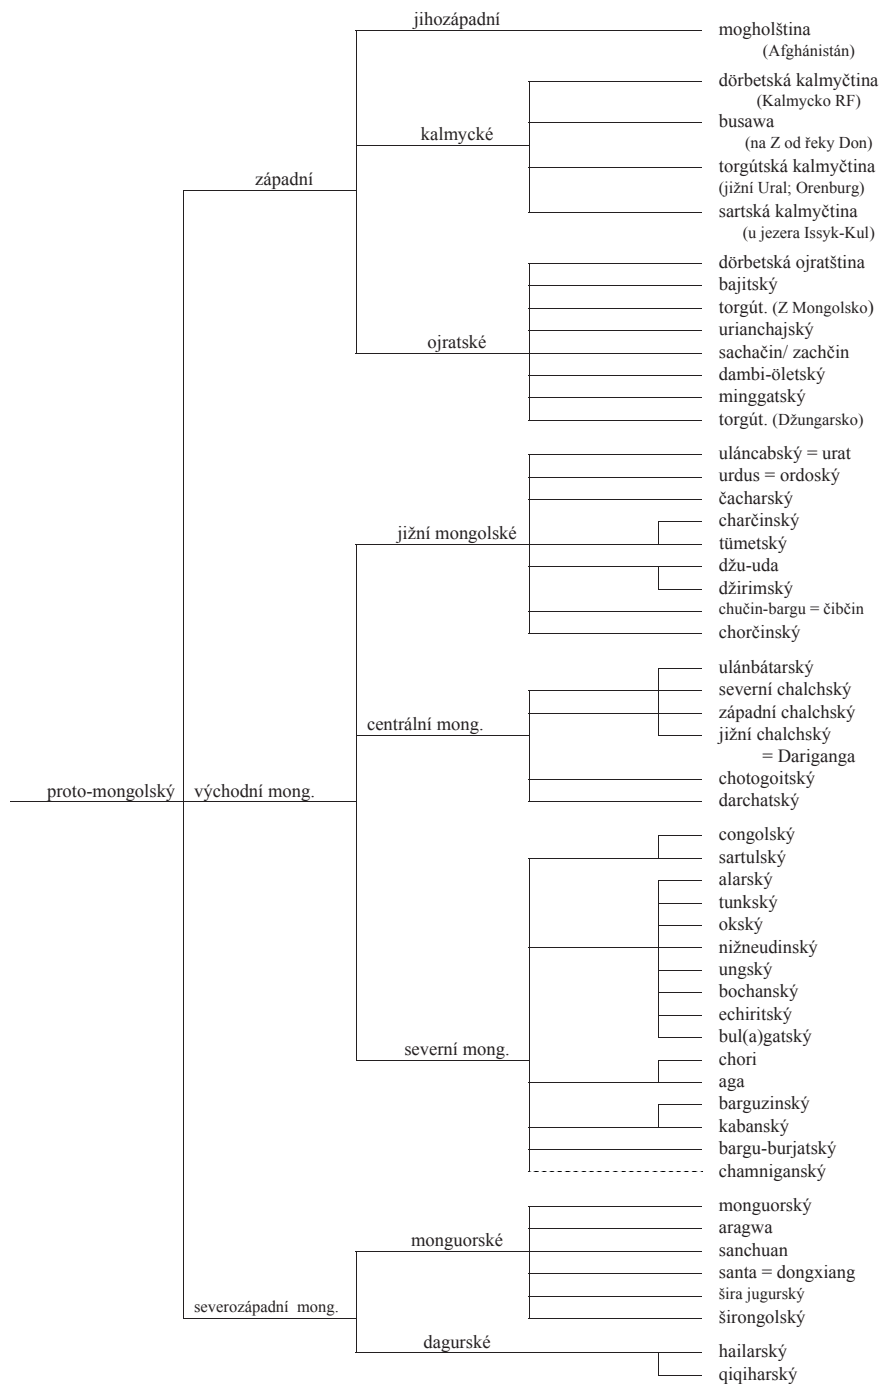 jihozápadní
mogholština
(Afghánistán)
dörbetská kalmyčtina
(Kalmycko RF)
kalmycké
busawa
(na Z od řeky Don)
torgútská kalmyčtina
(jižní Ural; Orenburg)
západní
sartská kalmyčtina
(u jezera Issyk-Kul)
dörbetská ojratština
bajitský
torgút. (Z Mongolsko)
urianchajský
ojratské
sachačin/ zachčin
dambi-öletský
minggatský
torgút. (Džungarsko)
uláncabský = urat
urdus = ordoský
čacharský
charčinský
jižní mongolské
tümetský
džu-uda
džirimský
chučin-bargu = čibčin
chorčinský
ulánbátarský
severní chalchský
západní chalchský
centrální mong.
jižní chalchský
= Dariganga
chotogoitský
proto-mongolský
východní mong.
darchatský
congolský
sartulský
alarský
tunkský
okský
nižneudinský
ungský
bochanský
echiritský
bul(a)gatský
severní mong.
chori
aga
barguzinský
kabanský
bargu-burjatský
chamniganský
monguorský
aragwa
monguorské
sanchuan
santa = dongxiang
šira jugurský
severozápadní mong.
širongolský
dagurské
hailarský
qiqiharský